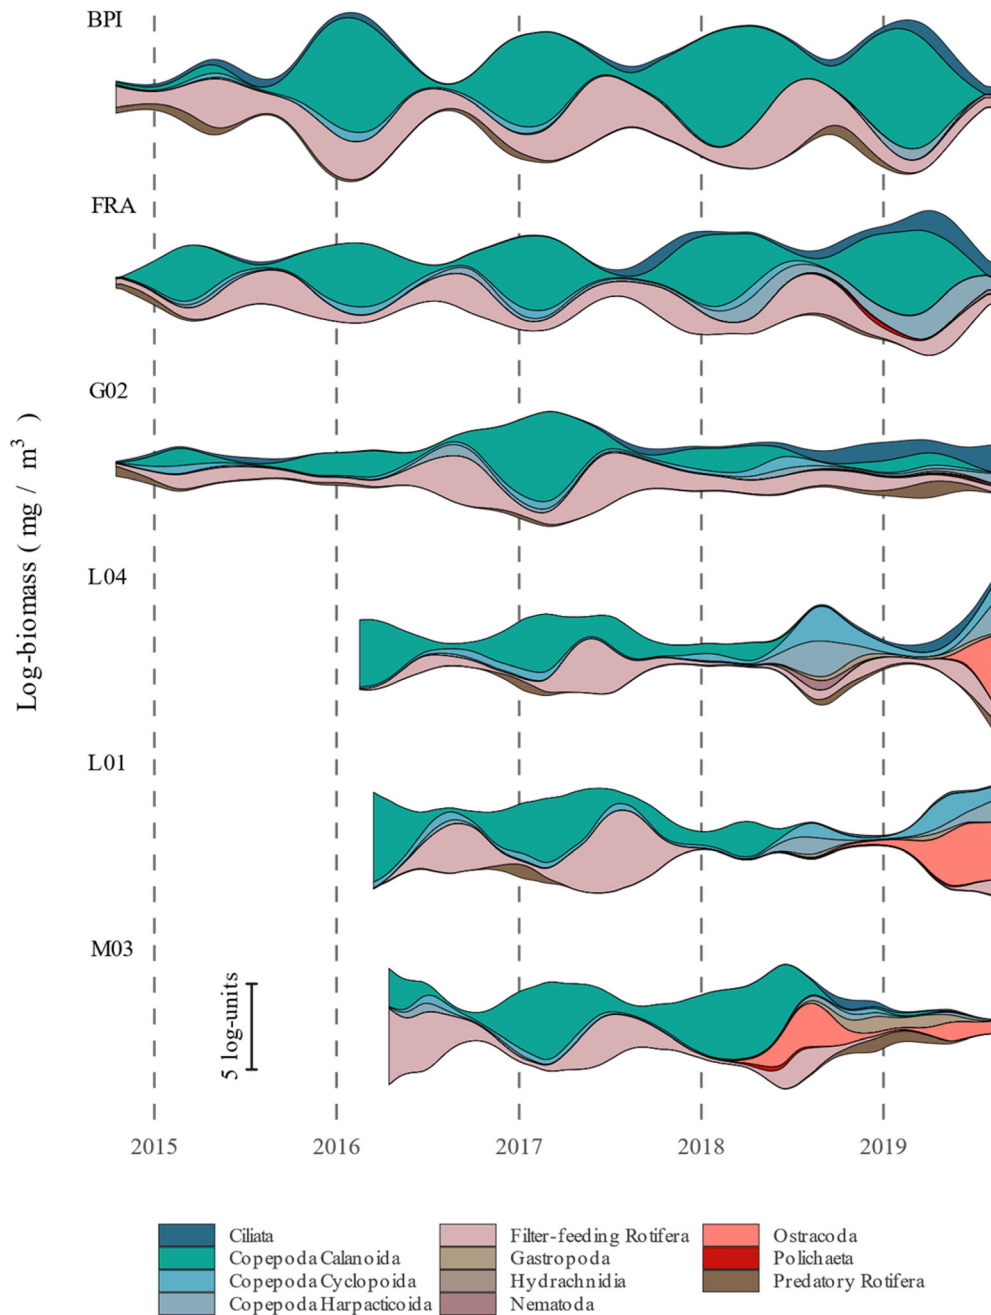 BPI
FRA
G02
L04
L01
M03
Log-biomass ( mg / m³ )
5 log-units
2015 2016 2017 2018 2019
Ciliata Filter-feeding Rotifera Ostracoda
Copepoda Calanoida Gastropoda Polichaeta
Copepoda Cyclopoida Hydrachnidia Predatory Rotifera
Copepoda Harpacticoida Nematoda